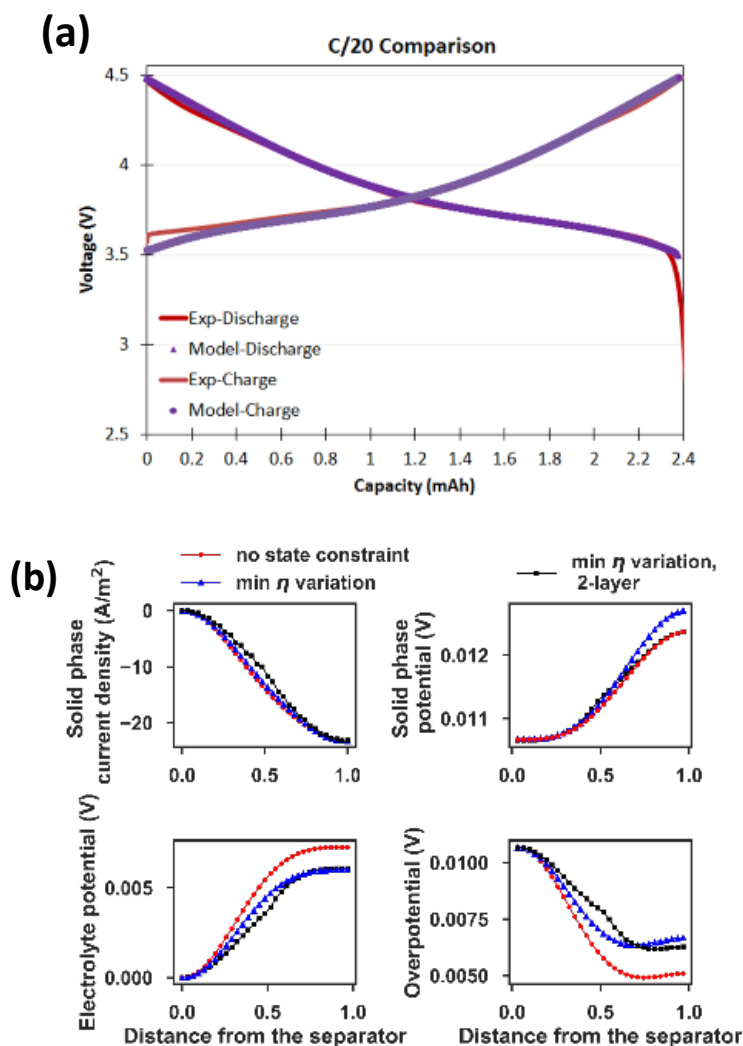 (a)
C/20 Comparison
Voltage (V)
4.5
4
3.5
3
2.5
Exp-Discharge
Model-Discharge
Exp-Charge
Model-Charge
0 0.2 0.4 0.6 0.8 1 1.2 1.4 1.6 1.8 2 2.2 2.4
Capacity (mAh)
(b)
no state constraint
min η variation
min η variation,
2-layer
Solid phase
current density (A/m²)
0
−10
−20
0.0 0.5 1.0
Solid phase
potential (V)
0.012
0.011
0.0 0.5 1.0
Electrolyte potential (V)
0.005
0.000
0.0 0.5 1.0
Distance from the separator
Overpotential (V)
0.0100
0.0075
0.0050
0.0 0.5 1.0
Distance from the separator